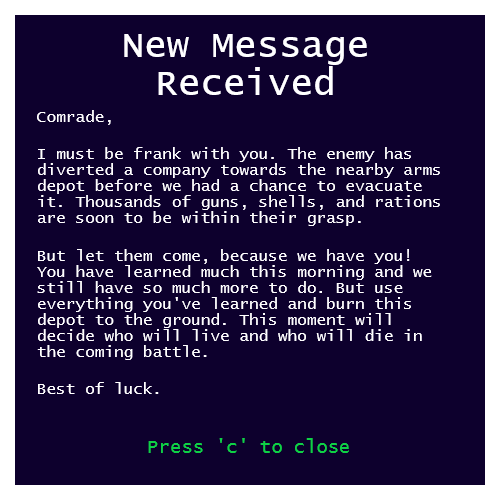 New Message
Received
Comrade,
I must be frank with you. The enemy has
diverted a company towards the nearby arms
depot before we had a chance to evacuate
it. Thousands of guns, shells, and rations
are soon to be within their grasp.
But let them come, because we have you!
You have learned much this morning and we
still have so much more to do. But use
everything you've learned and burn this
depot to the ground. This moment will
decide who will live and who will die in
the coming battle.
Best of luck.
Press 'c' to close